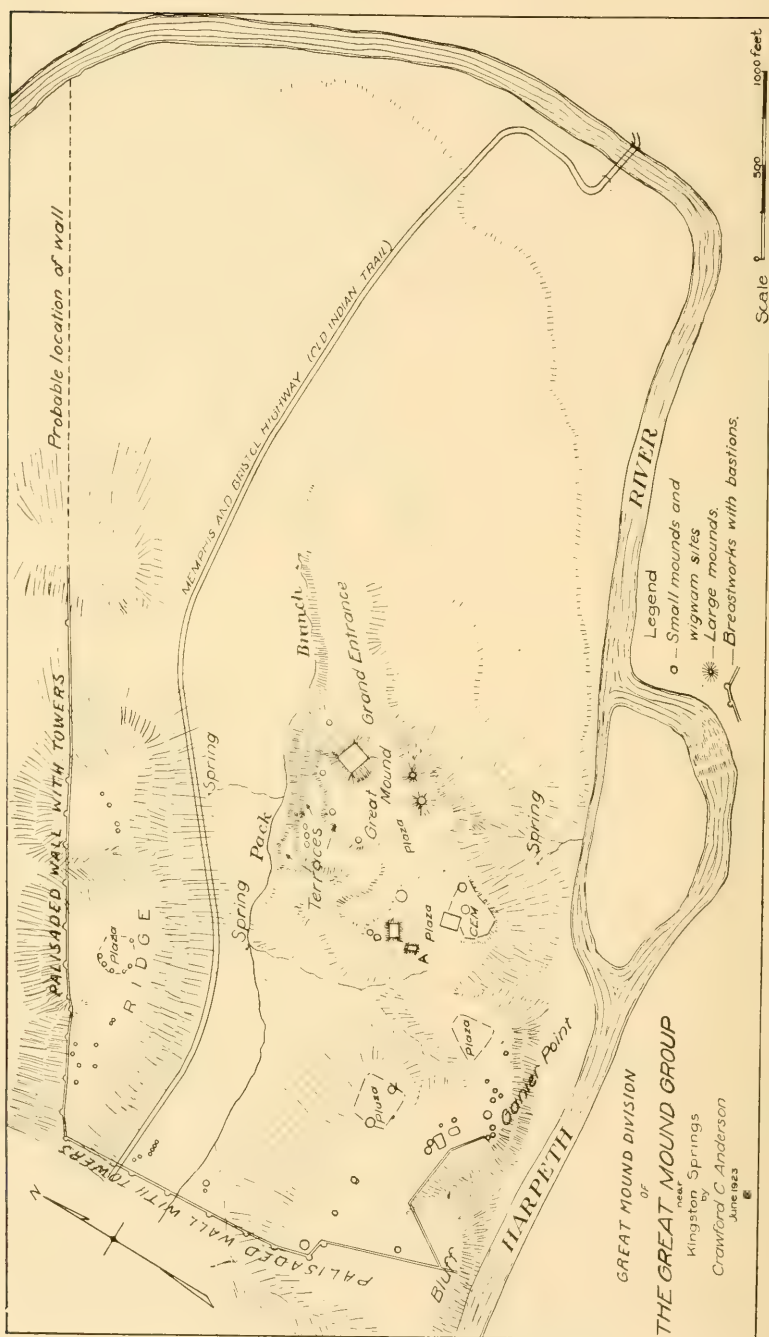 PALISADED WALL WITH TOWERS
Probable location of wall
MEMPHIS AND BRISTOL HIGHWAY (OLD INDIAN TRAIL)
Plaza
RIDGE
Spring
Spring
Pack
Branch
Terraces
Great
Mound
Grand Entrance
Plaza
Plaza
A
CEM
Plaza
Plaza
Spring
PALISADED WALL WITH TOWERS
N
Bluff
HARPETH
RIVER
GREAT MOUND DIVISION
OF
THE GREAT MOUND GROUP
near
Kingston Springs
by
Crawford C Anderson
June 1923
Legend
o – Small mounds and
wigwam sites
– Large mounds.
– Breastworks with bastions.
Scale 0 500 1000 feet